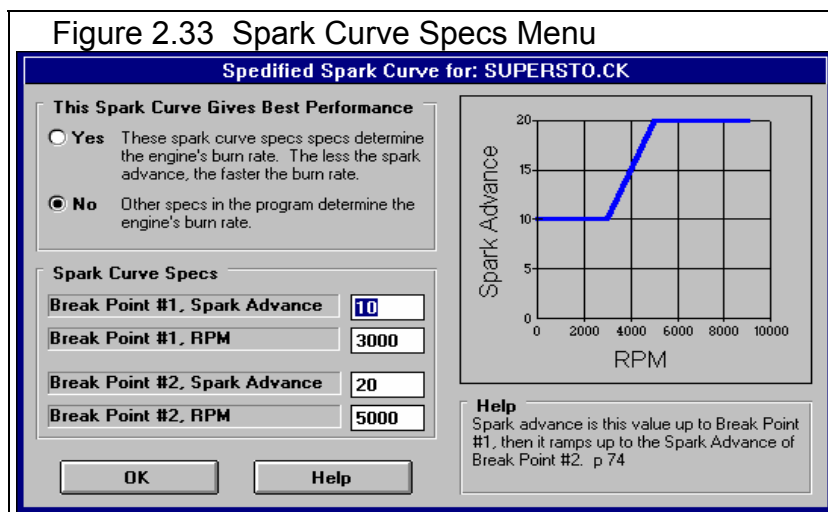 Figure 2.33 Spark Curve Specs Menu
Spedified Spark Curve for: SUPERSTO.CK
This Spark Curve Gives Best Performance
Yes These spark curve specs specs determine
the engine's burn rate. The less the spark
advance, the faster the burn rate.
No Other specs in the program determine the
engine's burn rate.
Spark Curve Specs
Break Point #1, Spark Advance 10
Break Point #1, RPM 3000
Break Point #2, Spark Advance 20
Break Point #2, RPM 5000
OK Help
Spark Advance
20
15
10
5
0
0 2000 4000 6000 8000 10000
RPM
Help
Spark advance is this value up to Break Point
#1, then it ramps up to the Spark Advance of
Break Point #2. p 74